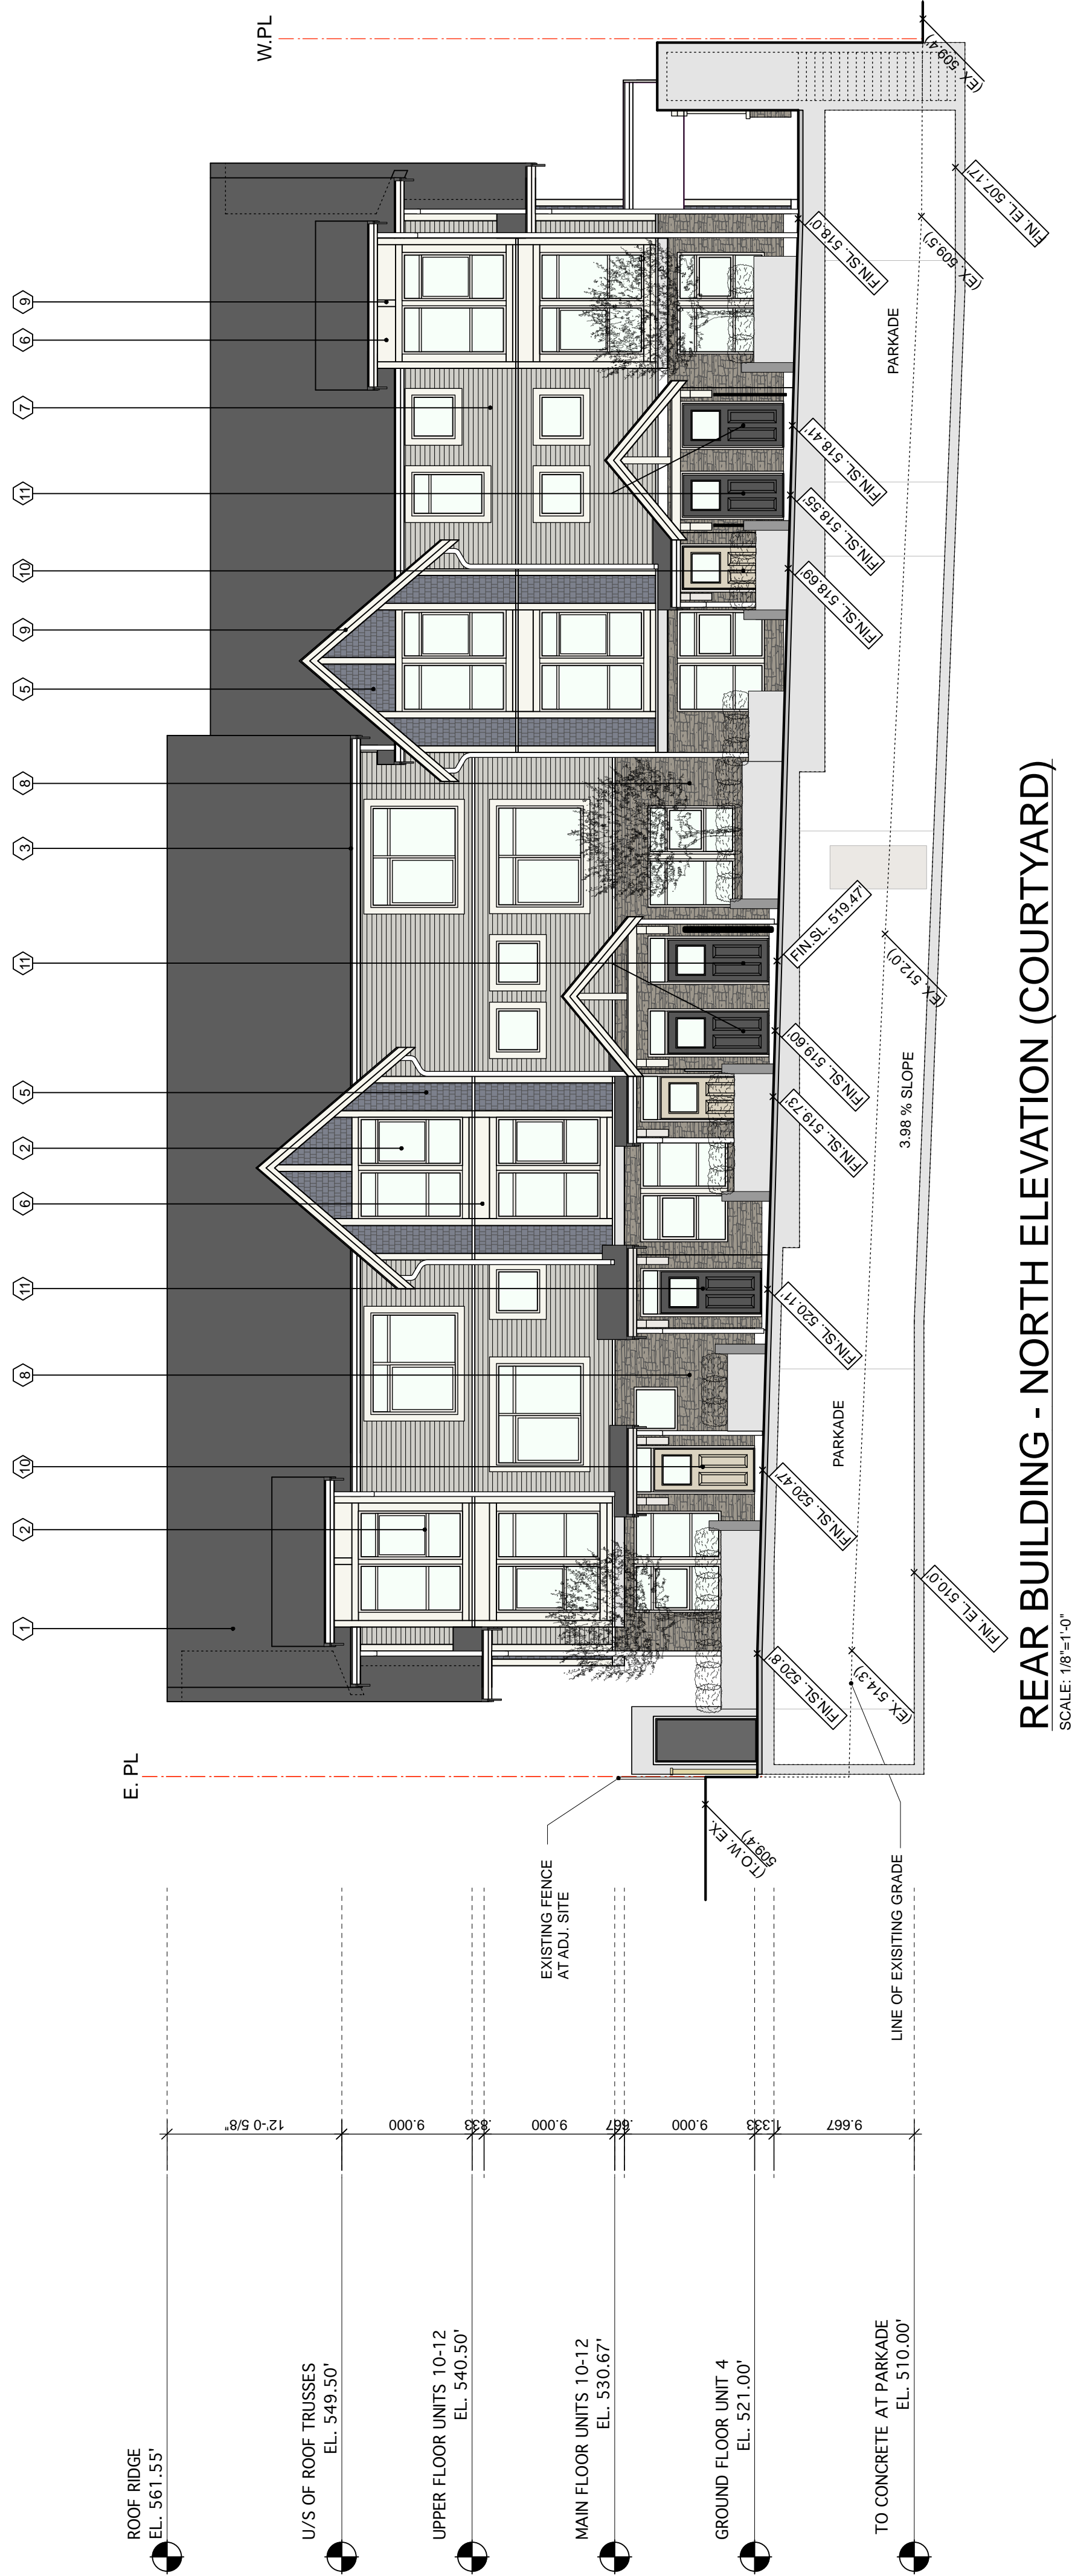 ROOF RIDGE
EL. 561.55'
U/S OF ROOF TRUSSES
EL. 549.50'
UPPER FLOOR UNITS 10-12
EL. 540.50'
MAIN FLOOR UNITS 10-12
EL. 530.67'
GROUND FLOOR UNIT 4
EL. 521.00'
TO CONCRETE AT PARKADE
EL. 510.00'
12'-0 5/8"
9.000
.833
9.000
.667
9.000
1.333
9.667
EXISTING FENCE
AT ADJ. SITE
LINE OF EXISITING GRADE
(T.O.W. EX.
509.4')
E. PL
W.PL
1
2
10
8
11
6
2
5
11
3
8
5
9
10
11
7
6
9
FIN.SL. 520.8'
(EX. 514.3')
FIN. EL. 510.0'
FIN.SL. 520.47'
PARKADE
FIN.SL. 520.11'
FIN.SL. 519.73'
FIN.SL. 519.60'
3.98 % SLOPE
FIN.SL. 519.47'
(EX. 512.0')
FIN.SL. 518.69'
FIN.SL. 518.55'
FIN.SL. 518.41'
PARKADE
FIN.SL. 518.0'
(EX. 509.5')
FIN. EL. 507.17'
(EX. 509.4')
REAR BUILDING - NORTH ELEVATION (COURTYARD)
SCALE: 1/8"=1'-0"